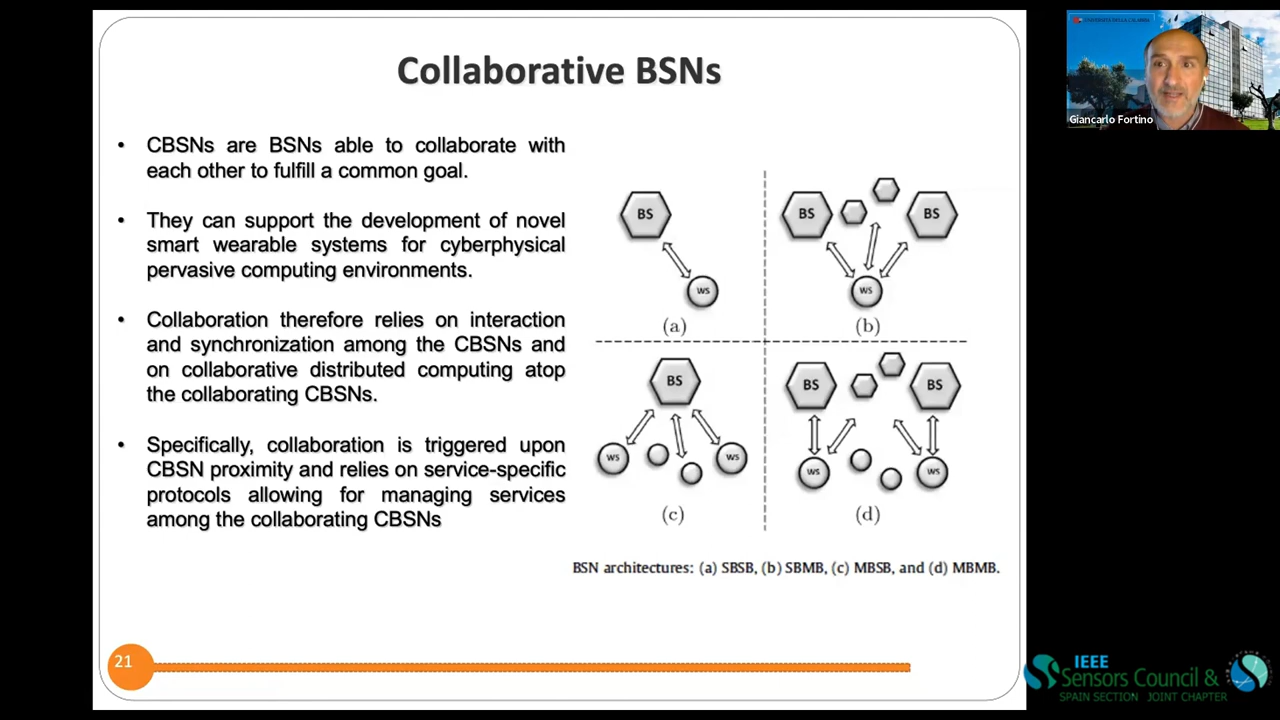 Collaborative BSNs
• CBSNs are BSNs able to collaborate with
each other to fulfill a common goal.
• They can support the development of novel
smart wearable systems for cyberphysical
pervasive computing environments.
• Collaboration therefore relies on interaction
and synchronization among the CBSNs and
on collaborative distributed computing atop
the collaborating CBSNs.
• Specifically, collaboration is triggered upon
CBSN proximity and relies on service-specific
protocols allowing for managing services
among the collaborating CBSNs
BS
WS
(a)
BS
BS
WS
(b)
BS
WS
WS
(c)
BS
BS
WS
WS
(d)
BSN architectures: (a) SBSB, (b) SBMB, (c) MBSB, and (d) MBMB.
21
Giancarlo Fortino
IEEE
Sensors Council &
SPAIN SECTION JOINT CHAPTER